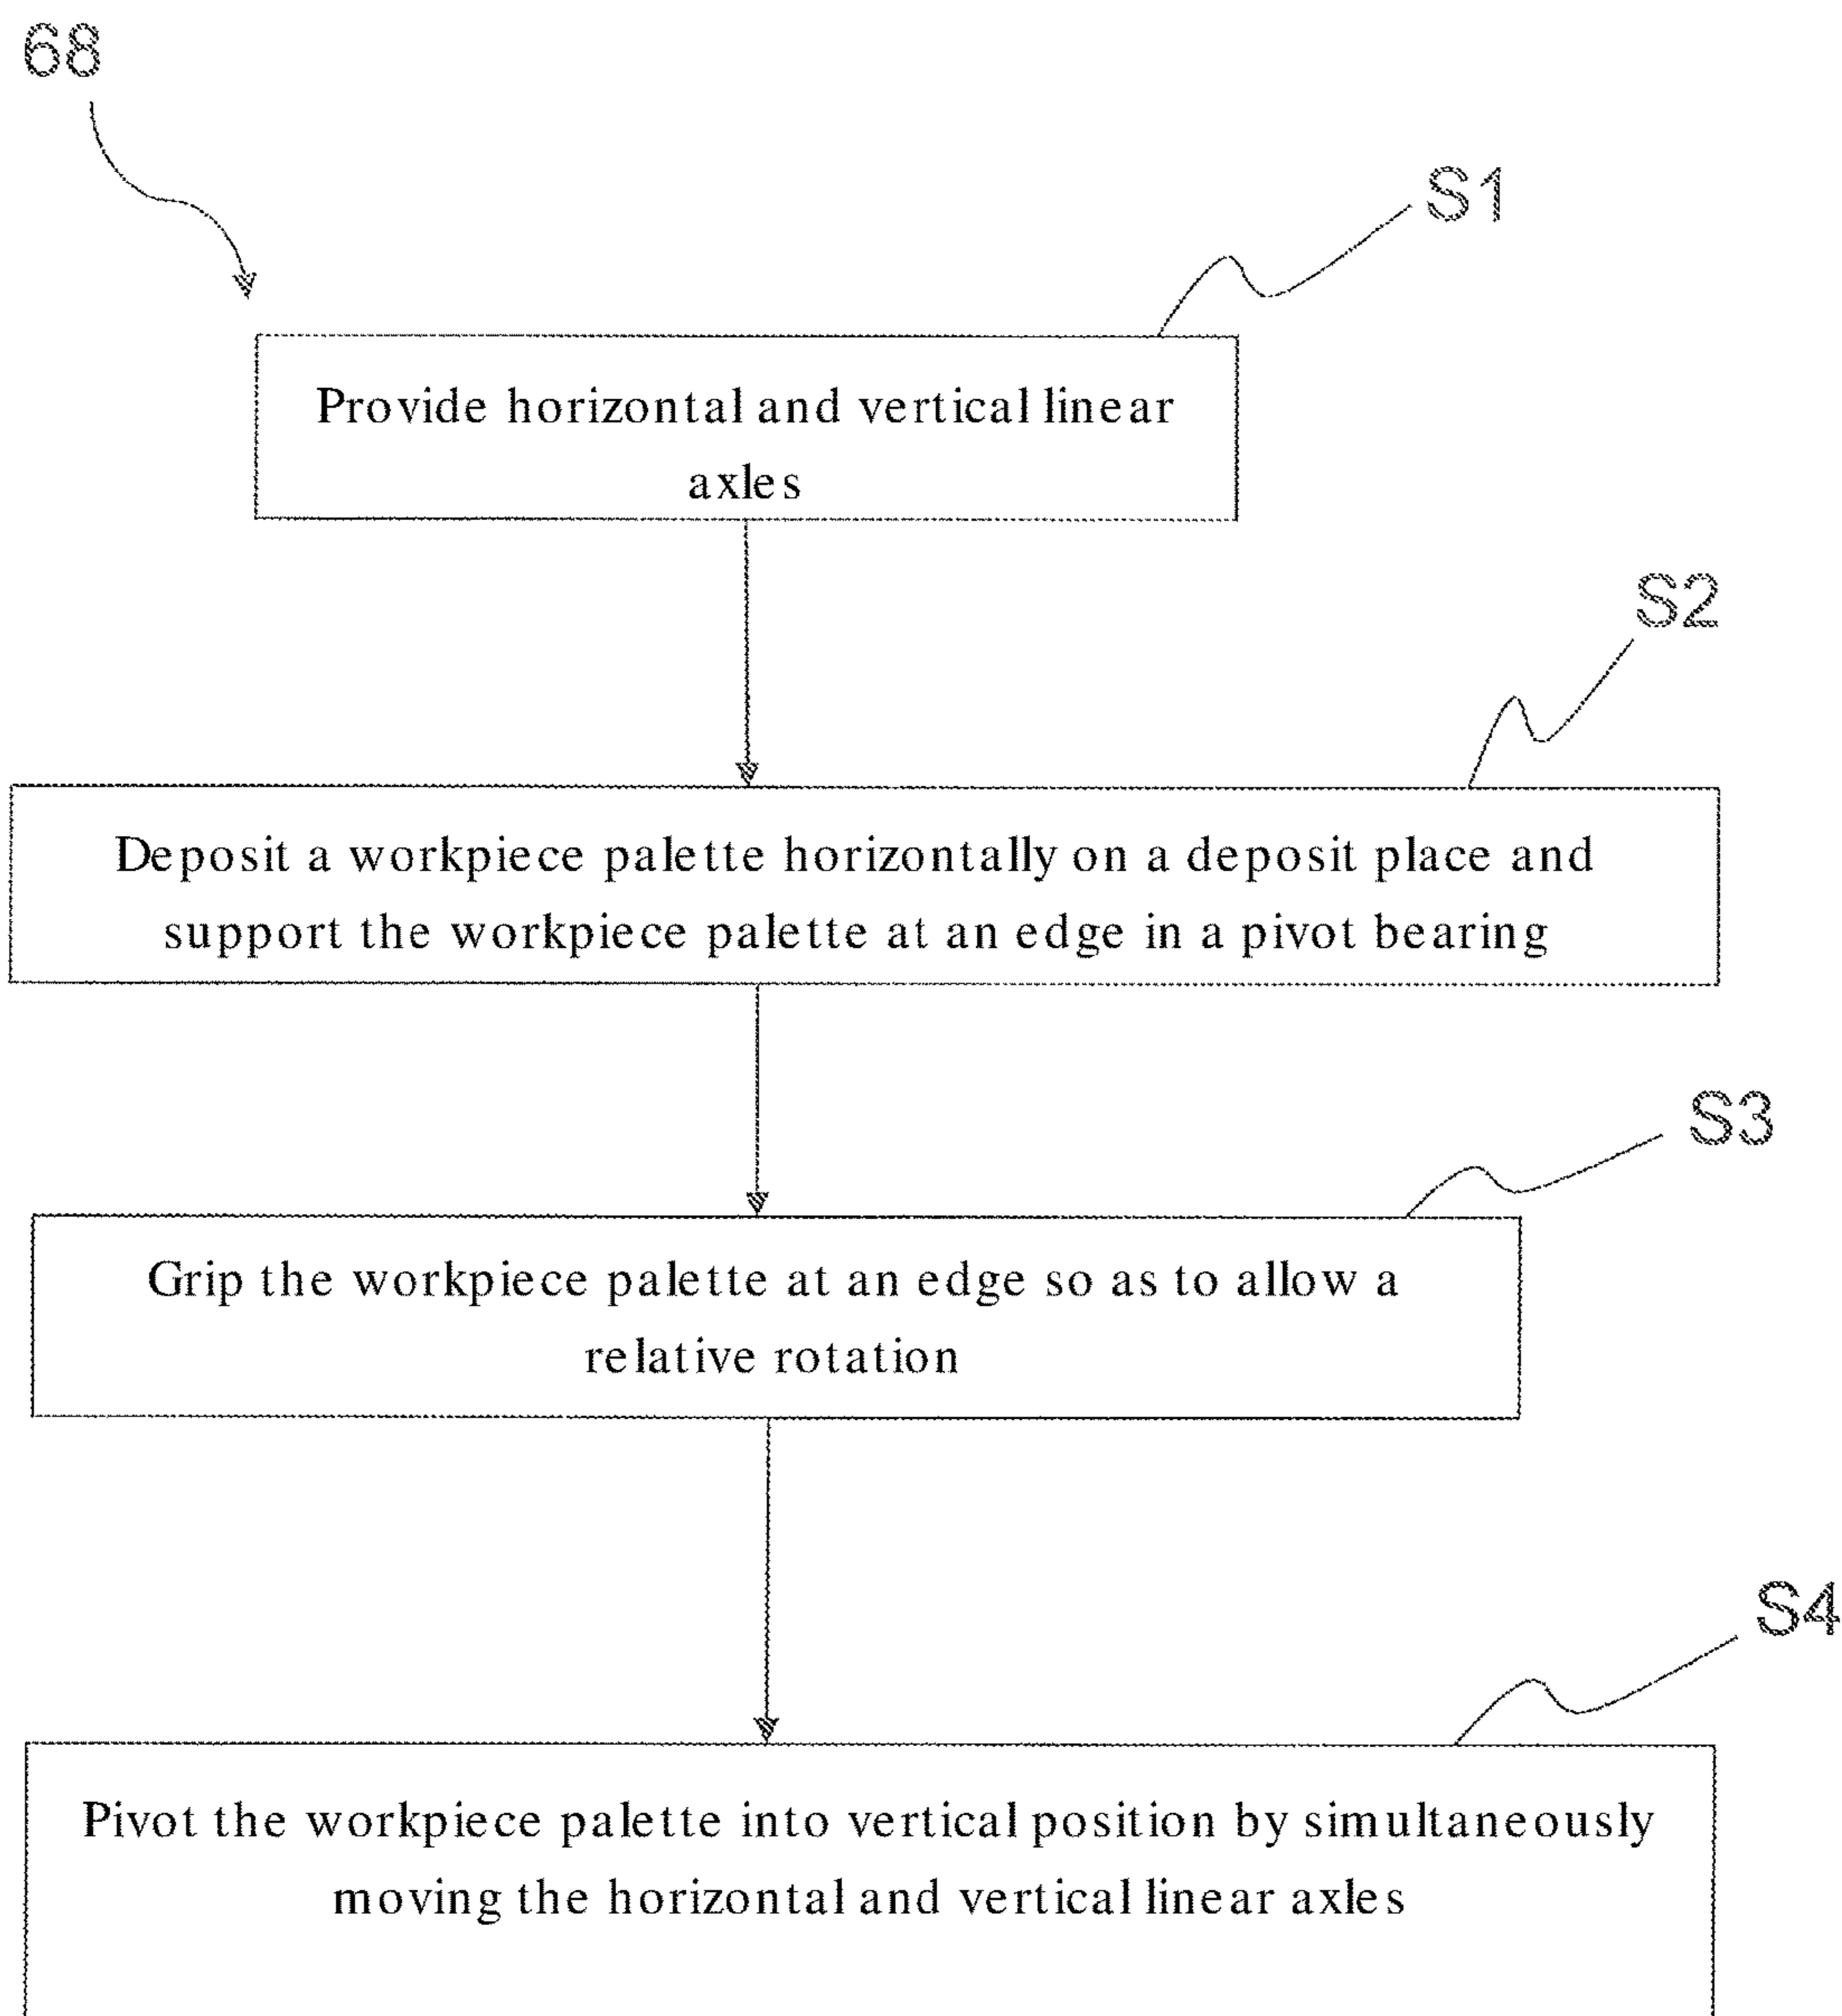 68
S1
Provide horizontal and vertical linear
axles
S2
Deposit a workpiece palette horizontally on a deposit place and
support the workpiece palette at an edge in a pivot bearing
S3
Grip the workpiece palette at an edge so as to allow a
relative rotation
S4
Pivot the workpiece palette into vertical position by simultaneously
moving the horizontal and vertical linear axles